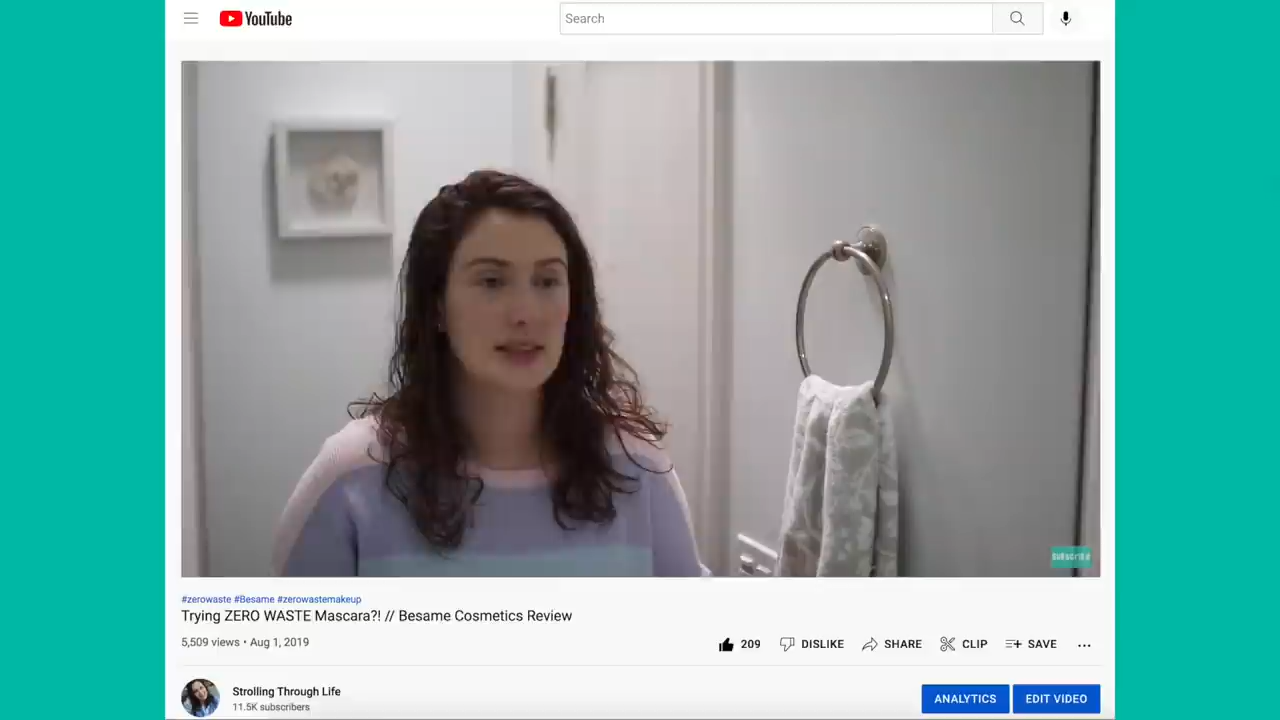 YouTube
Search
SUBSCRIBE
#zerowaste #Besame #zerowastemakeup
Trying ZERO WASTE Mascara?! // Besame Cosmetics Review
5,509 views • Aug 1, 2019
209 DISLIKE SHARE CLIP SAVE ...
Strolling Through Life
11.5K subscribers
ANALYTICS EDIT VIDEO